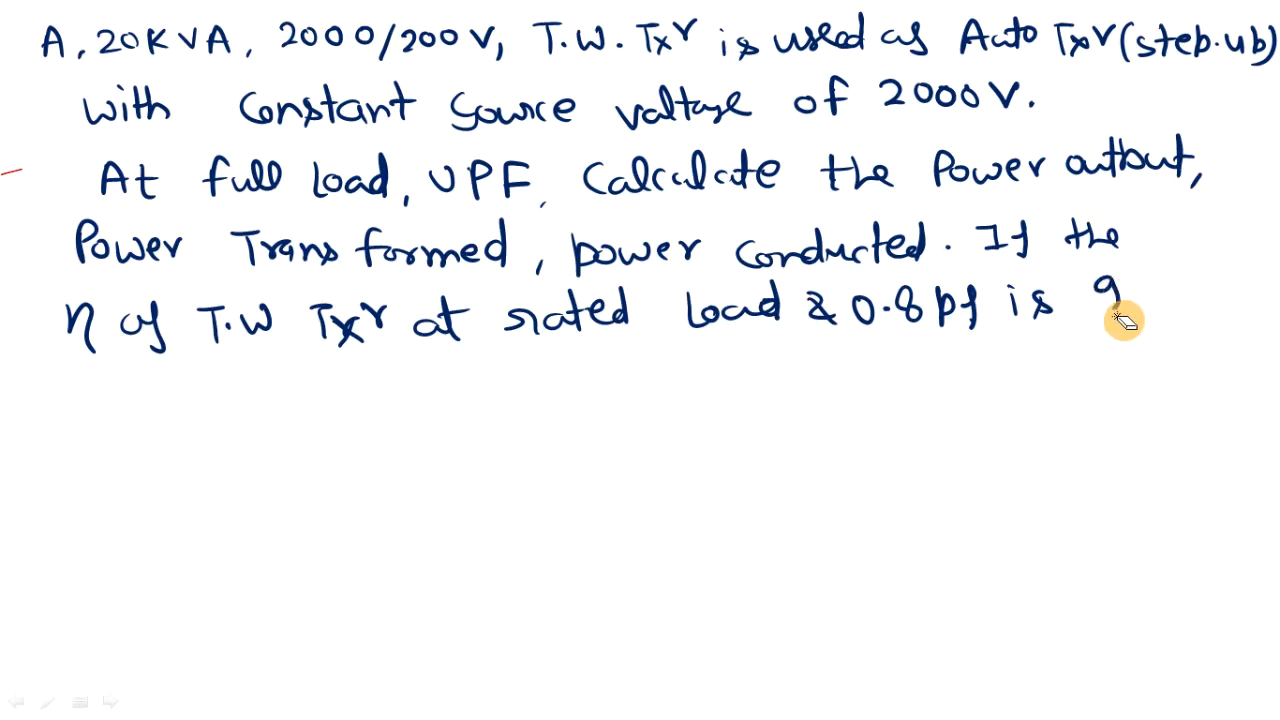 A, 20KVA, 2000/200V, T.W. Txr is used as Auto Txr (step.up)
with constant source voltage of 2000V.
At full load, UPF, calculate the Power output,
Power Transformed, power conducted. If the
η of T.W Txr at rated load & 0.8 pf is 9